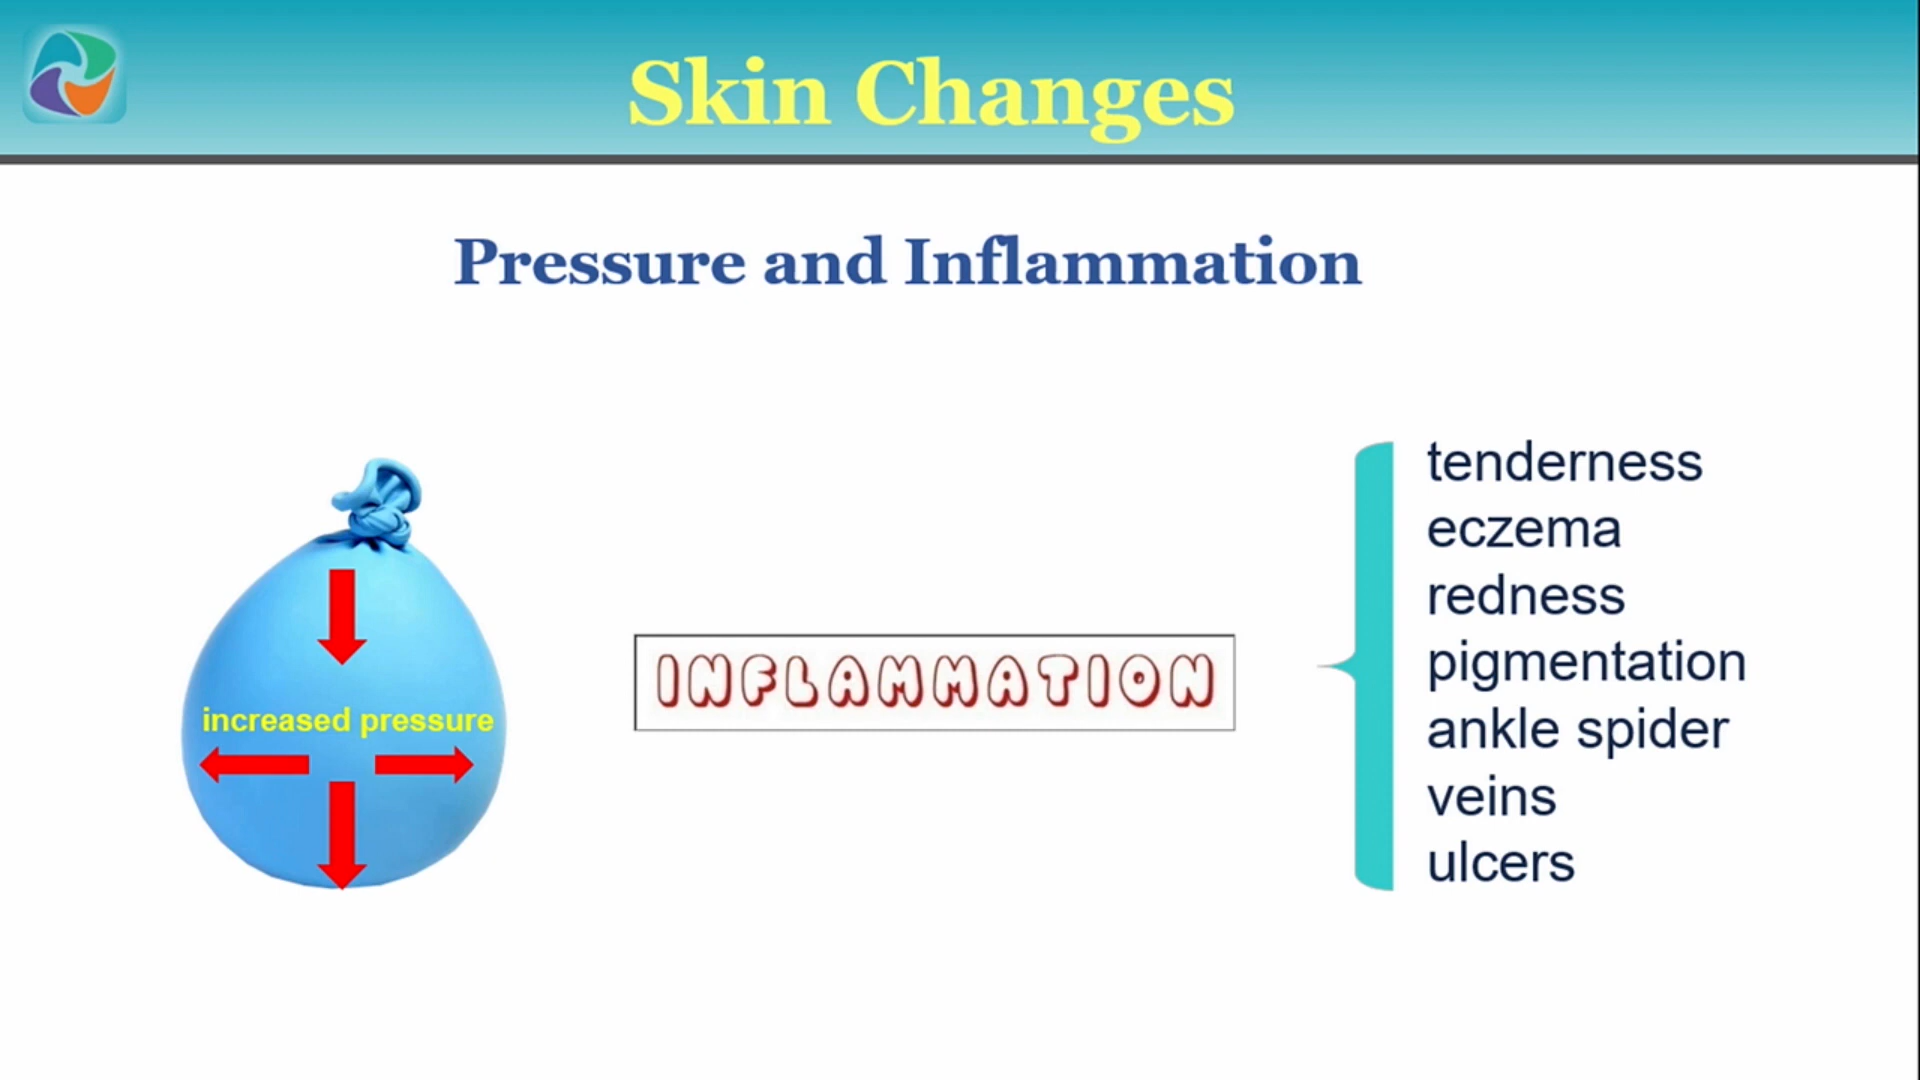 Skin Changes
Pressure and Inflammation
increased pressure
INFLAMMATION
tenderness
eczema
redness
pigmentation
ankle spider
veins
ulcers